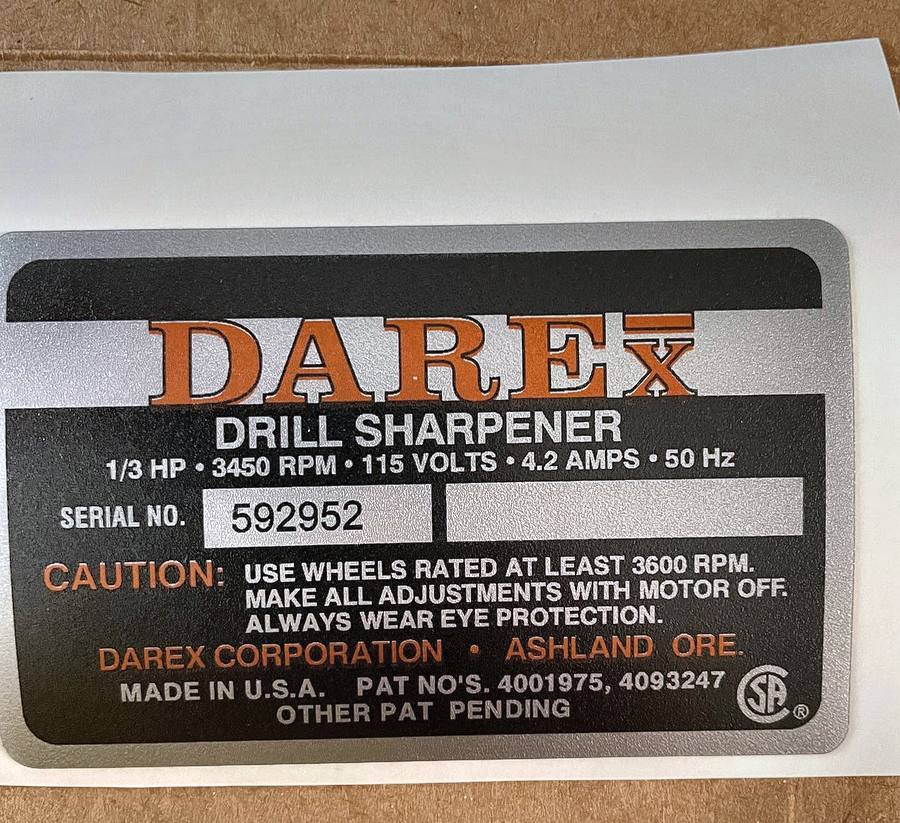 DAREX
DRILL SHARPENER
1/3 HP • 3450 RPM • 115 VOLTS • 4.2 AMPS • 50 Hz
SERIAL NO. 592952
CAUTION: USE WHEELS RATED AT LEAST 3600 RPM.
MAKE ALL ADJUSTMENTS WITH MOTOR OFF.
ALWAYS WEAR EYE PROTECTION.
DAREX CORPORATION • ASHLAND ORE.
MADE IN U.S.A. PAT NO'S. 4001975, 4093247
OTHER PAT PENDING
SA ®